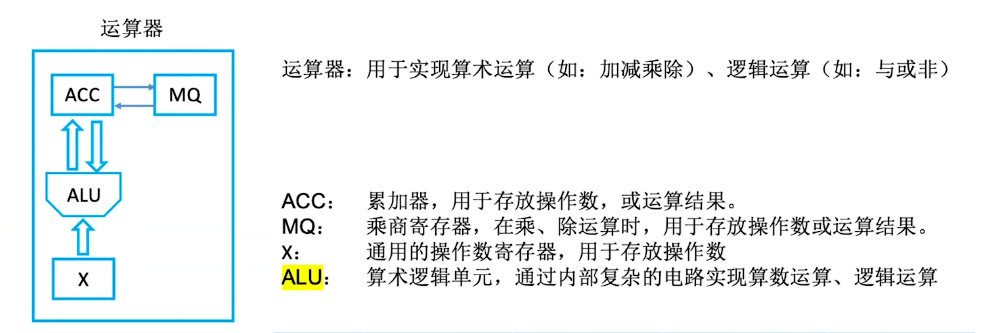 运算器
ACC
MQ
ALU
X
运算器：用于实现算术运算（如：加减乘除）、逻辑运算（如：与或非）
ACC： 累加器，用于存放操作数，或运算结果。
MQ： 乘商寄存器，在乘、除运算时，用于存放操作数或运算结果。
X： 通用的操作数寄存器，用于存放操作数
ALU： 算术逻辑单元，通过内部复杂的电路实现算数运算、逻辑运算